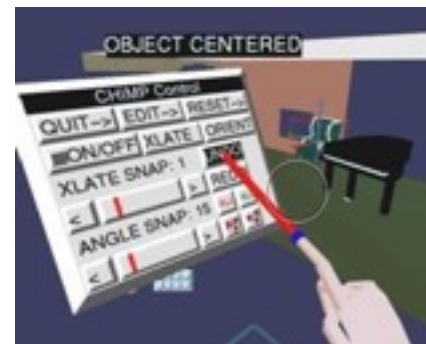 OBJECT CENTERED
CHIMP Control
QUIT-> EDIT-> RESET->
ON/OFF XLATE ORIENT
XLATE SNAP: 1
< >
ANGLE SNAP: 15
< >